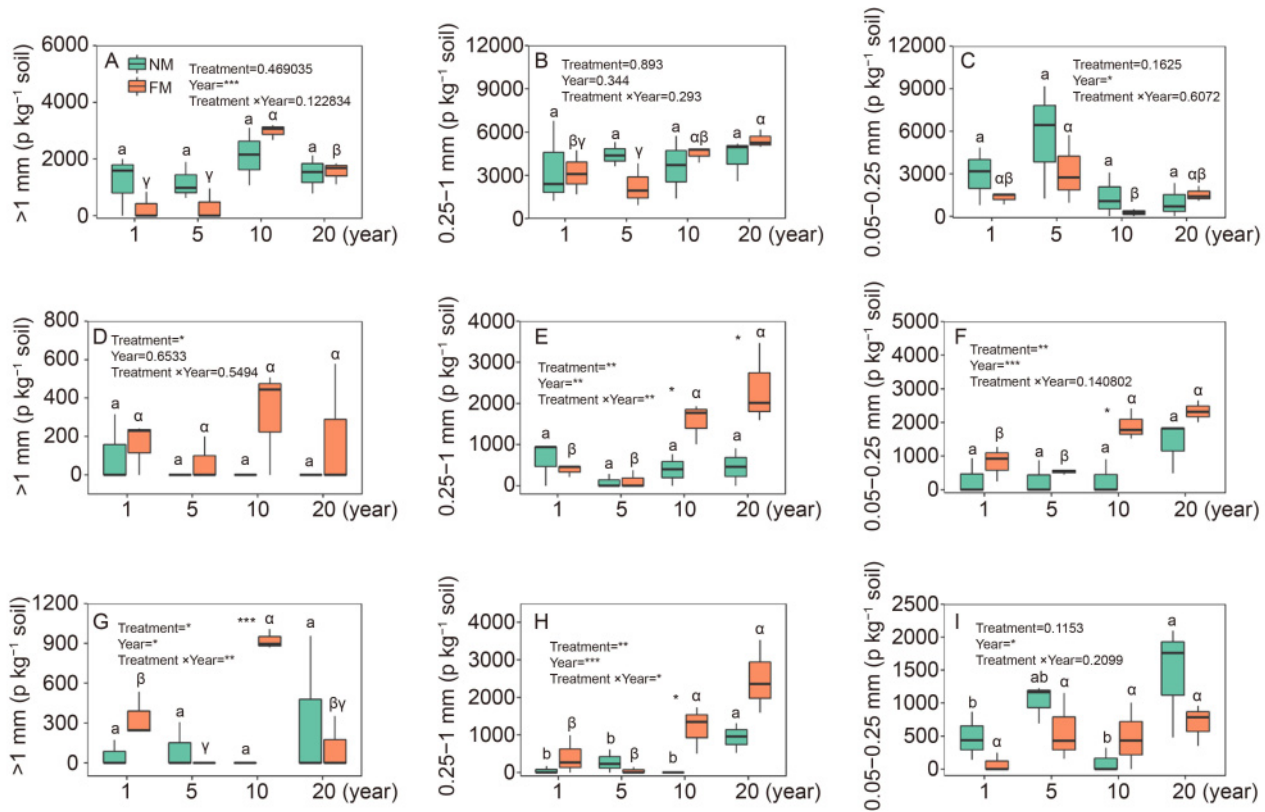 >1 mm (p kg⁻¹ soil)
6000
4000
2000
0
A
NM
FM
Treatment=0.469035
Year=***
Treatment ×Year=0.122834
a
γ
a
γ
a
α
a
β
1
5
10
20 (year)
0.25−1 mm (p kg⁻¹ soil)
12000
9000
6000
3000
0
B
Treatment=0.893
Year=0.344
Treatment ×Year=0.293
a
βγ
a
γ
a
αβ
a
α
1
5
10
20 (year)
0.05−0.25 mm (p kg⁻¹ soil)
12000
9000
6000
3000
0
C
Treatment=0.1625
Year=*
Treatment ×Year=0.6072
a
αβ
a
α
a
β
a
αβ
1
5
10
20 (year)
>1 mm (p kg⁻¹ soil)
800
600
400
200
0
D
Treatment=*
Year=0.6533
Treatment ×Year=0.5494
a
α
a
α
a
α
a
α
1
5
10
20 (year)
0.25−1 mm (p kg⁻¹ soil)
4000
3000
2000
1000
0
E
Treatment=**
Year=**
Treatment ×Year=**
a
β
a
β
*
a
α
*
a
α
1
5
10
20 (year)
0.05−0.25 mm (p kg⁻¹ soil)
5000
4000
3000
2000
1000
0
F
Treatment=**
Year=***
Treatment ×Year=0.140802
a
β
a
β
*
a
α
a
α
1
5
10
20 (year)
>1 mm (p kg⁻¹ soil)
1200
900
600
300
0
G
Treatment=*
Year=*
Treatment ×Year=**
a
β
a
γ
***
a
α
a
βγ
1
5
10
20 (year)
0.25−1 mm (p kg⁻¹ soil)
4000
3000
2000
1000
0
H
Treatment=**
Year=***
Treatment ×Year=*
b
β
b
β
*
b
α
a
α
1
5
10
20 (year)
0.05−0.25 mm (p kg⁻¹ soil)
2500
2000
1500
1000
500
0
I
Treatment=0.1153
Year=*
Treatment ×Year=0.2099
b
α
ab
α
b
α
a
α
1
5
10
20 (year)